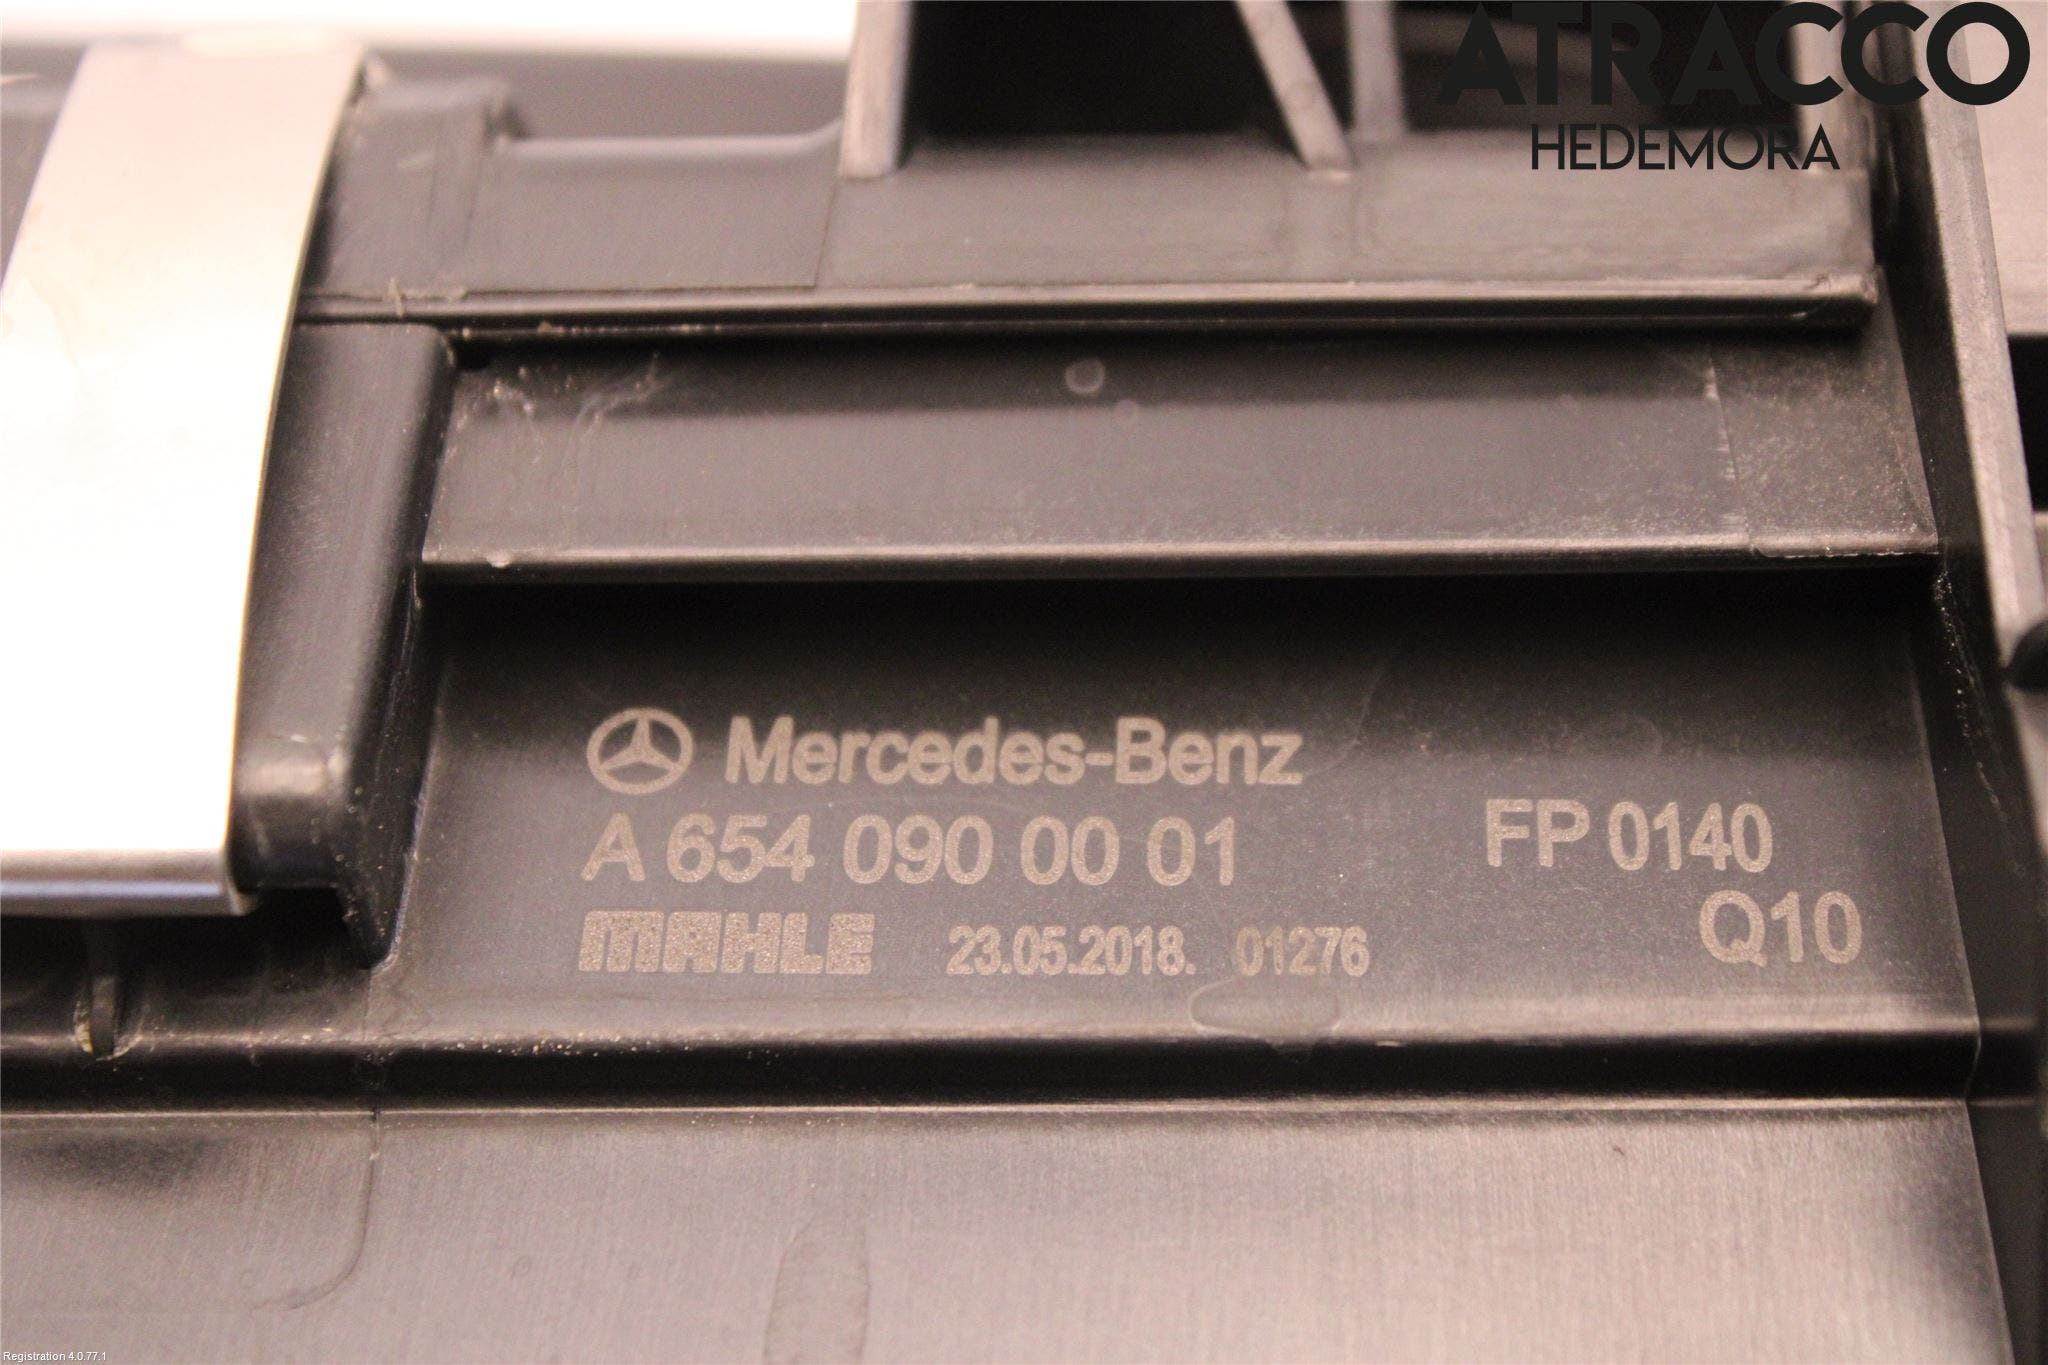 ATRACCO
HEDEMORA
Mercedes-Benz
A 654 090 00 01
FP 0140
Q10
MAHLE 23.05.2018. 01276
Registration 4.0.77.1